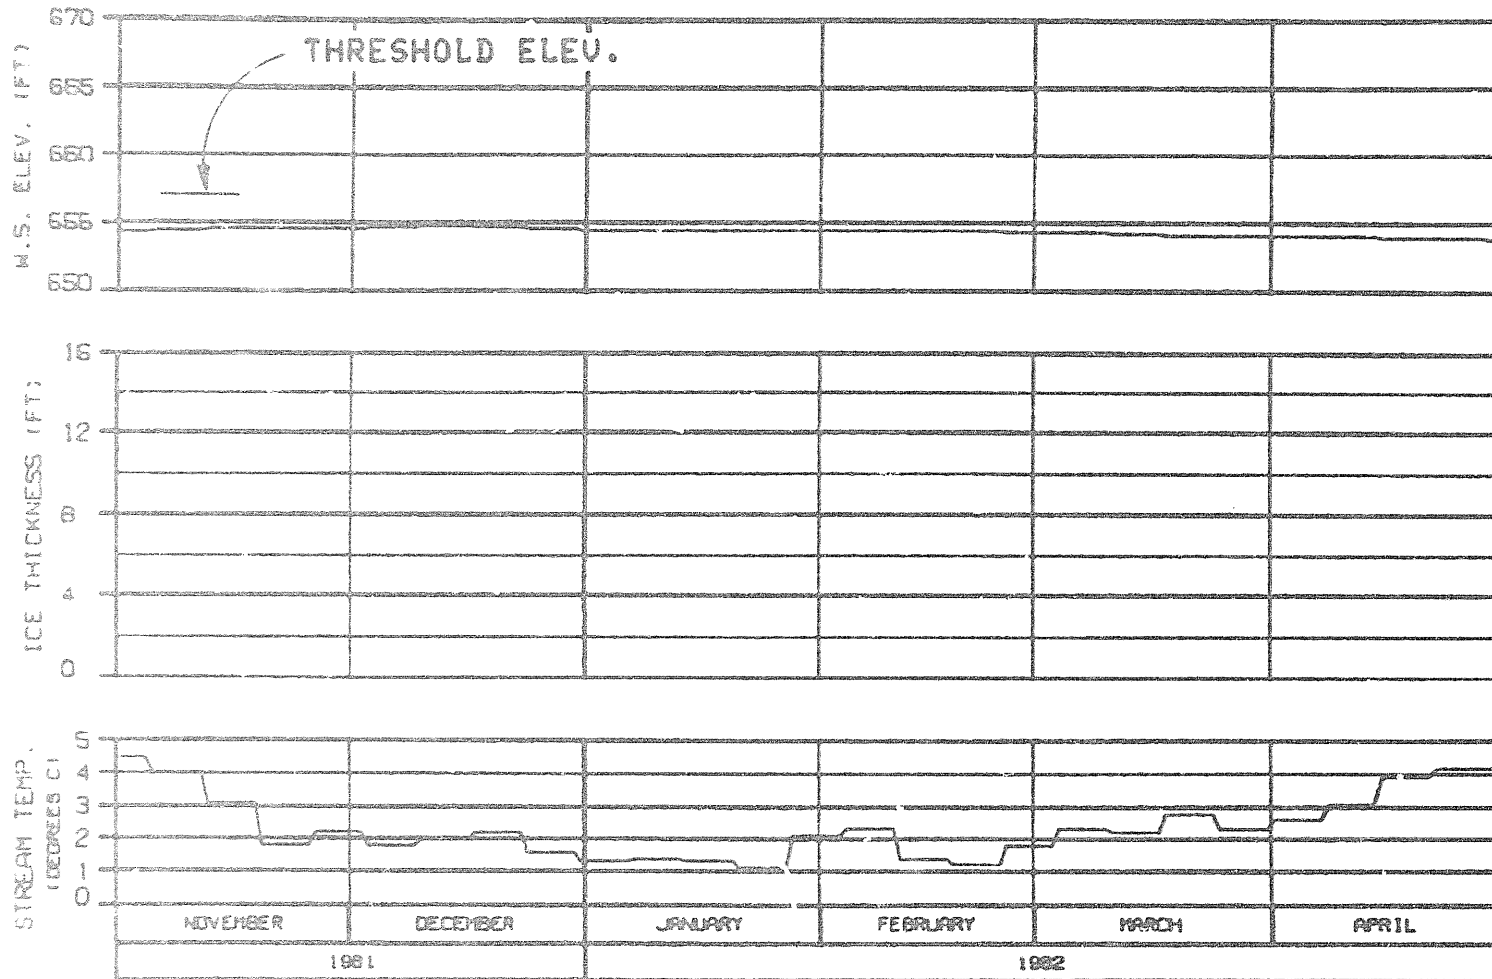 670
THRESHOLD ELEV.
665
660
655
650
W.S. ELEV. (FT)
16
12
8
4
0
ICE THICKNESS (FT)
5
4
3
2
1
0
STREAM TEMP.
(DEGREES C)
NOVEMBER DECEMBER JANUARY FEBRUARY MARCH APRIL
1981 1982